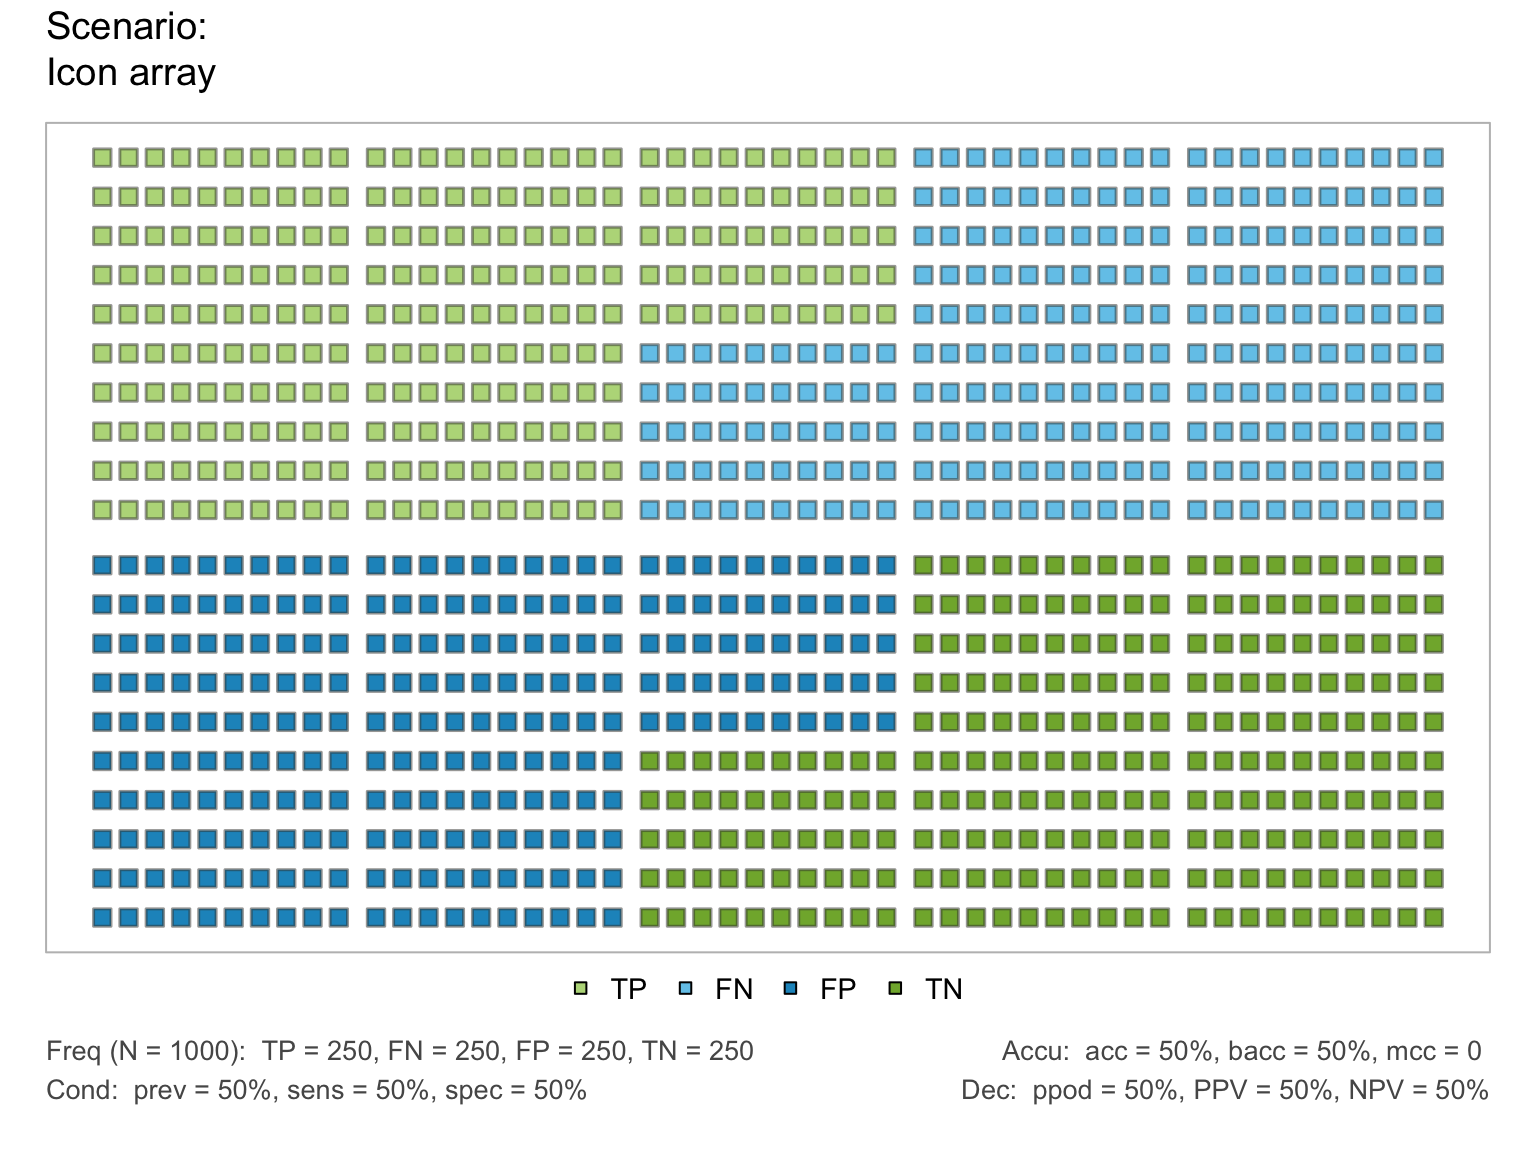 Scenario:
Icon array
TP FN FP TN
Freq (N = 1000): TP = 250, FN = 250, FP = 250, TN = 250
Accu: acc = 50%, bacc = 50%, mcc = 0
Cond: prev = 50%, sens = 50%, spec = 50%
Dec: ppod = 50%, PPV = 50%, NPV = 50%